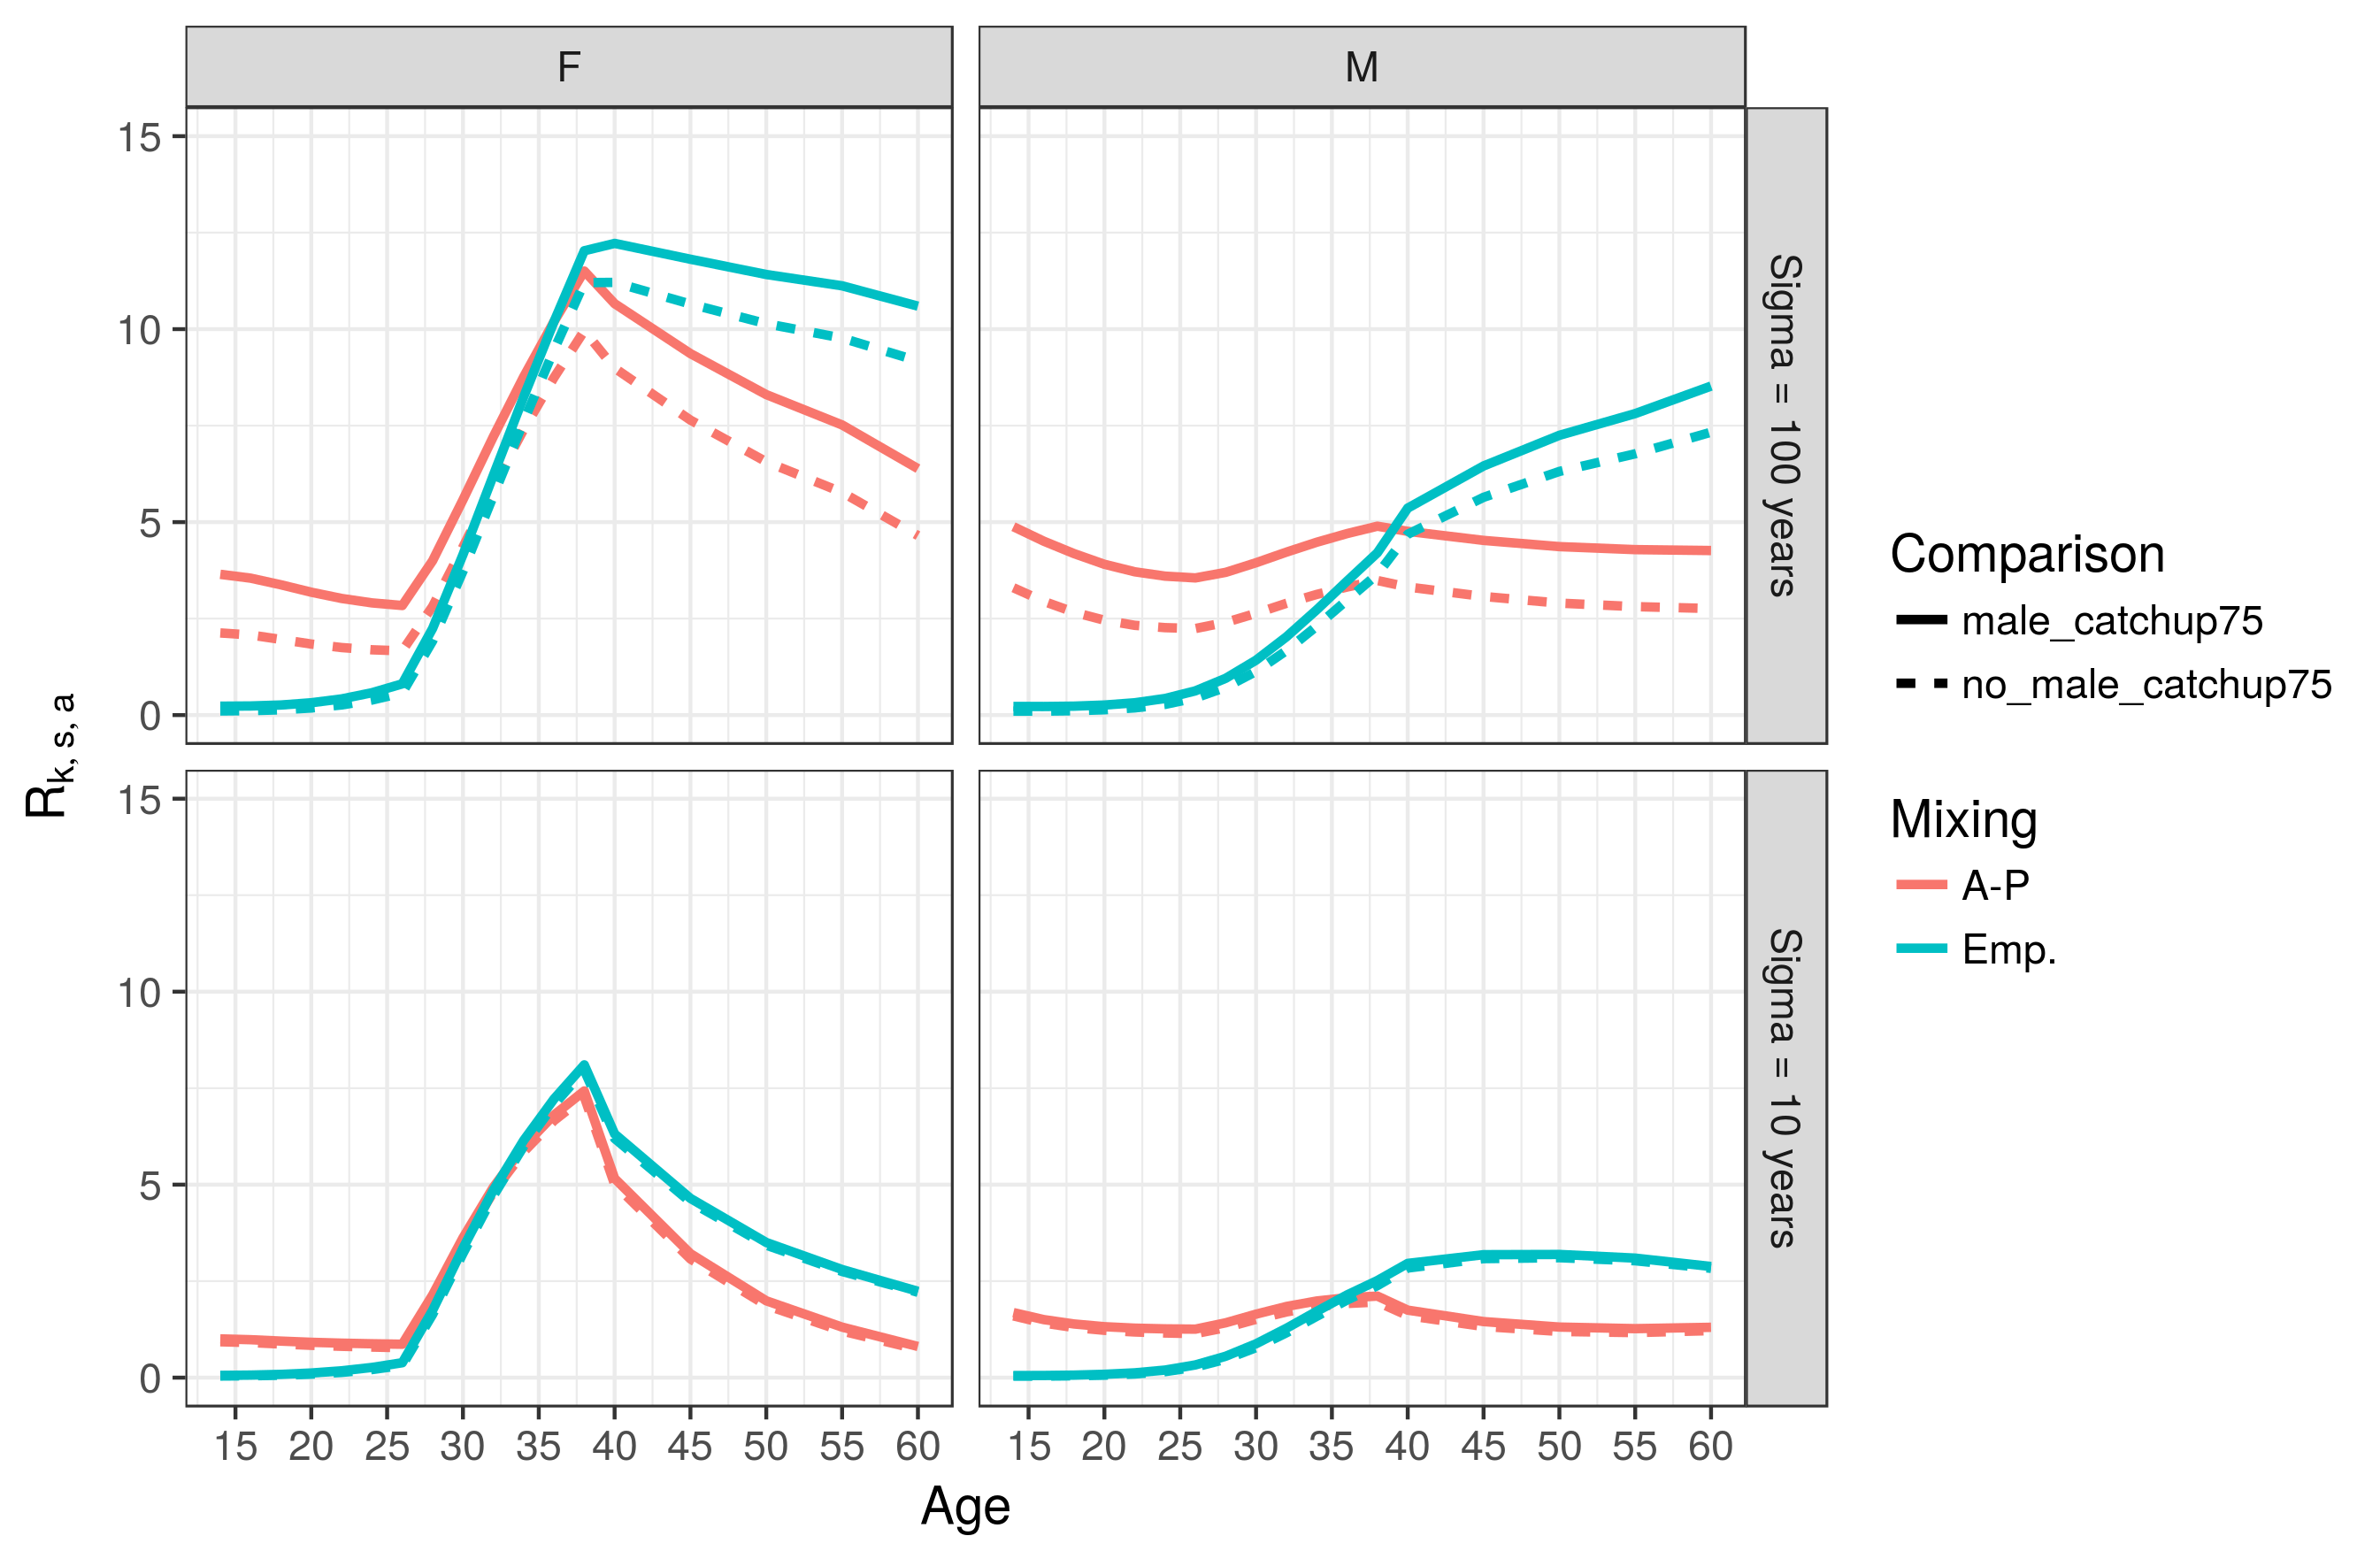 F
M
15
10
5
0
Sigma = 100 years
15
10
5
0
Sigma = 10 years
15 20 25 30 35 40 45 50 55 60
15 20 25 30 35 40 45 50 55 60
Age
Rk, s, a
Comparison
male_catchup75
no_male_catchup75
Mixing
A-P
Emp.